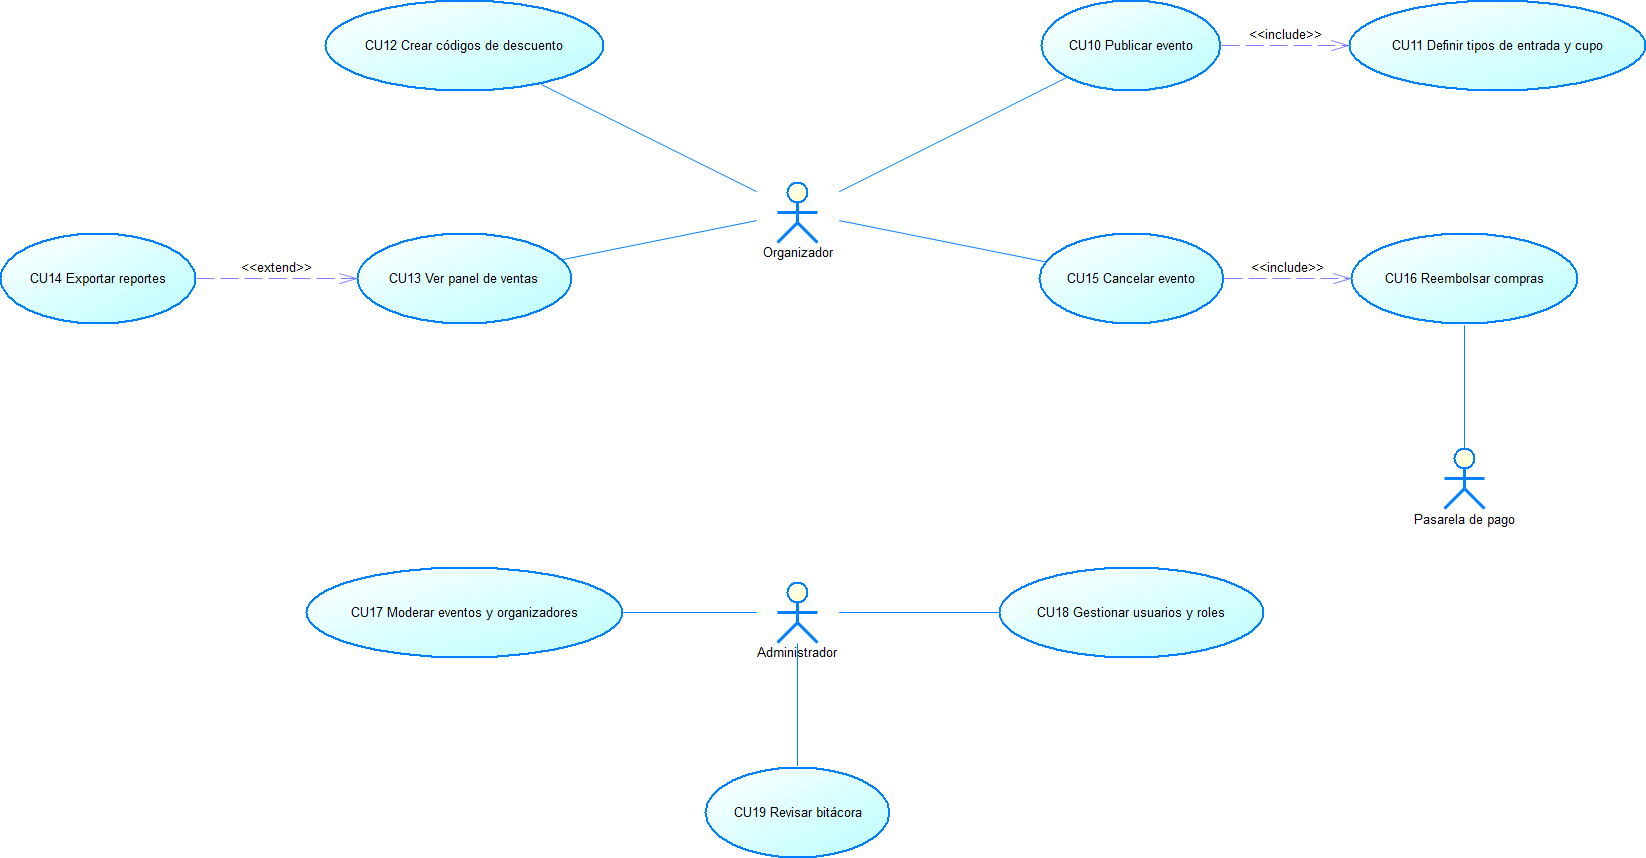 CU12 Crear códigos de descuento
CU10 Publicar evento
<<include>>
CU11 Definir tipos de entrada y cupo
Organizador
CU14 Exportar reportes
<<extend>>
CU13 Ver panel de ventas
CU15 Cancelar evento
<<include>>
CU16 Reembolsar compras
Pasarela de pago
CU17 Moderar eventos y organizadores
Administrador
CU18 Gestionar usuarios y roles
CU19 Revisar bitácora